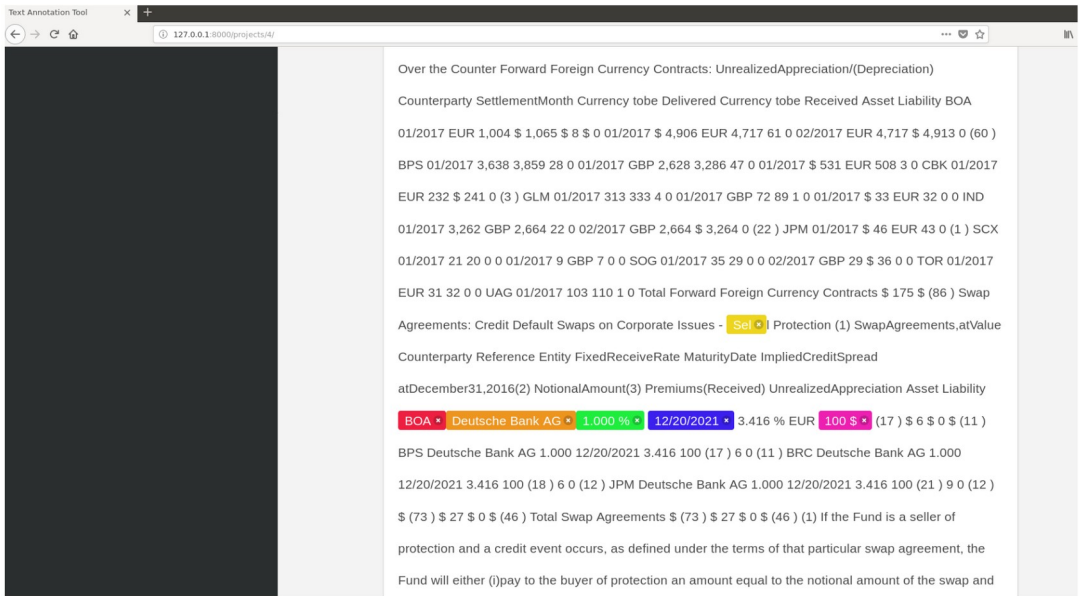 Text Annotation Tool
127.0.0.1:8000/projects/4/
Over the Counter Forward Foreign Currency Contracts: UnrealizedAppreciation/(Depreciation)
Counterparty SettlementMonth Currency tobe Delivered Currency tobe Received Asset Liability BOA
01/2017 EUR 1,004 $ 1,065 $ 8 $ 0 01/2017 $ 4,906 EUR 4,717 61 0 02/2017 EUR 4,717 $ 4,913 0 (60 )
BPS 01/2017 3,638 3,859 28 0 01/2017 GBP 2,628 3,286 47 0 01/2017 $ 531 EUR 508 3 0 CBK 01/2017
EUR 232 $ 241 0 (3 ) GLM 01/2017 313 333 4 0 01/2017 GBP 72 89 1 0 01/2017 $ 33 EUR 32 0 0 IND
01/2017 3,262 GBP 2,664 22 0 02/2017 GBP 2,664 $ 3,264 0 (22 ) JPM 01/2017 $ 46 EUR 43 0 (1 ) SCX
01/2017 21 20 0 0 01/2017 9 GBP 7 0 0 SOG 01/2017 35 29 0 0 02/2017 GBP 29 $ 36 0 0 TOR 01/2017
EUR 31 32 0 0 UAG 01/2017 103 110 1 0 Total Forward Foreign Currency Contracts $ 175 $ (86 ) Swap
Agreements: Credit Default Swaps on Corporate Issues - Sel l Protection (1) SwapAgreements,atValue
Counterparty Reference Entity FixedReceiveRate MaturityDate ImpliedCreditSpread
atDecember31,2016(2) NotionalAmount(3) Premiums(Received) UnrealizedAppreciation Asset Liability
BOA Deutsche Bank AG 1.000 % 12/20/2021 3.416 % EUR 100 $ (17 ) $ 6 $ 0 $ (11 )
BPS Deutsche Bank AG 1.000 12/20/2021 3.416 100 (17 ) 6 0 (11 ) BRC Deutsche Bank AG 1.000
12/20/2021 3.416 100 (18 ) 6 0 (12 ) JPM Deutsche Bank AG 1.000 12/20/2021 3.416 100 (21 ) 9 0 (12 )
$ (73 ) $ 27 $ 0 $ (46 ) Total Swap Agreements $ (73 ) $ 27 $ 0 $ (46 ) (1) If the Fund is a seller of
protection and a credit event occurs, as defined under the terms of that particular swap agreement, the
Fund will either (i)pay to the buyer of protection an amount equal to the notional amount of the swap and